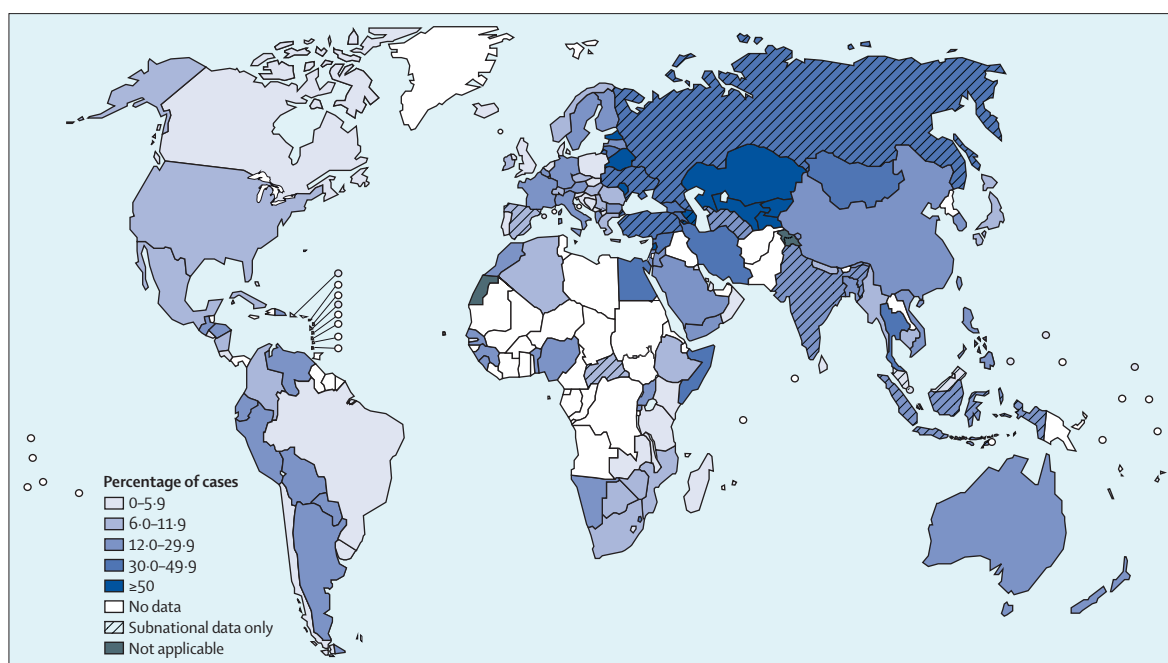 Percentage of cases
0–5·9
6·0–11·9
12·0–29·9
30·0–49·9
≥50
No data
Subnational data only
Not applicable